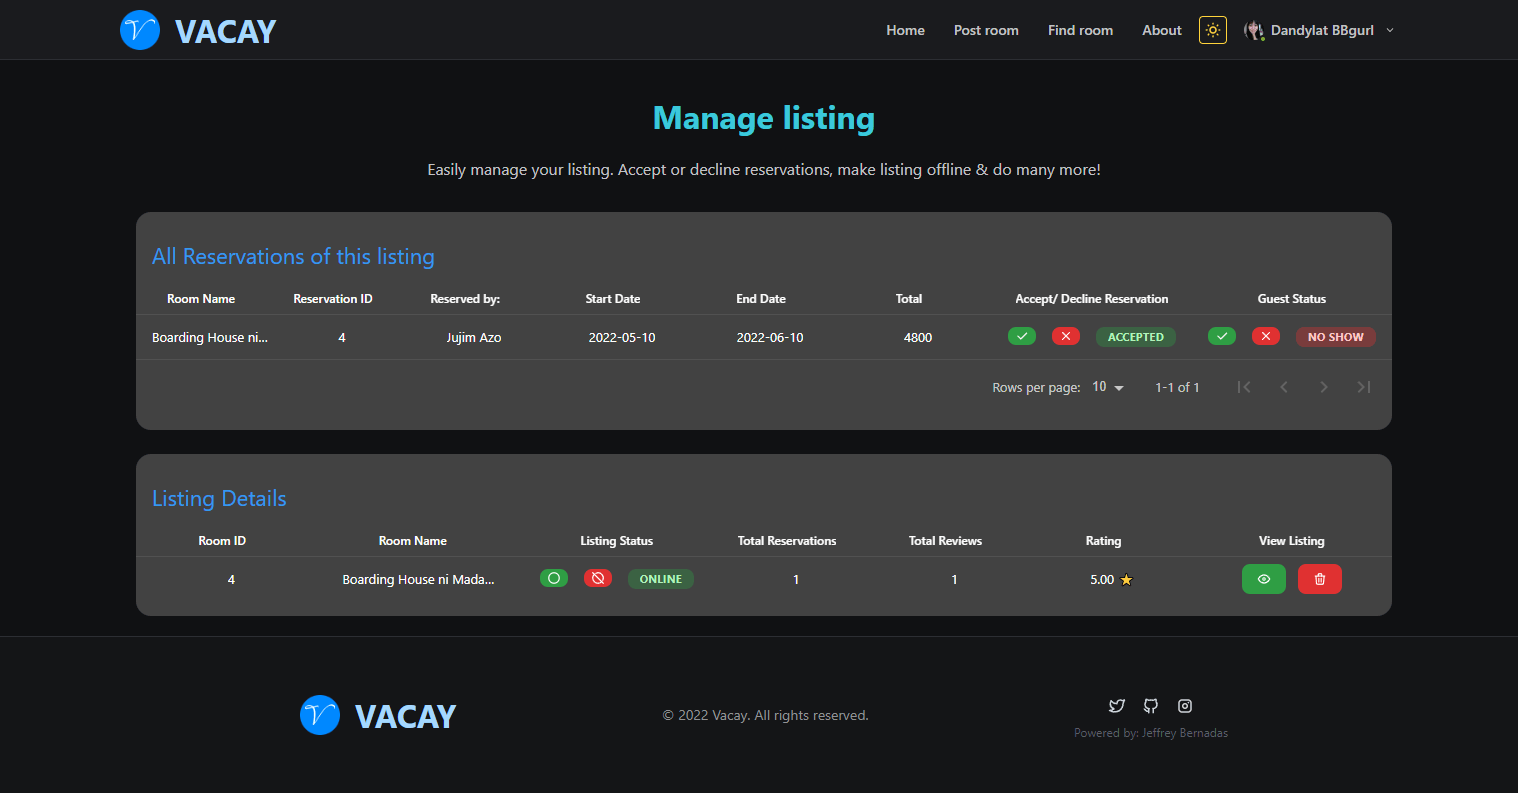 VACAY
Home Post room Find room About Dandylat BBgurl
Manage listing
Easily manage your listing. Accept or decline reservations, make listing offline & do many more!
All Reservations of this listing
Room Name Reservation ID Reserved by: Start Date End Date Total Accept/ Decline Reservation Guest Status
Boarding House ni... 4 Jujim Azo 2022-05-10 2022-06-10 4800 ACCEPTED NO SHOW
Rows per page: 10 1-1 of 1
Listing Details
Room ID Room Name Listing Status Total Reservations Total Reviews Rating View Listing
4 Boarding House ni Mada... ONLINE 1 1 5.00
VACAY
© 2022 Vacay. All rights reserved.
Powered by: Jeffrey Bernadas